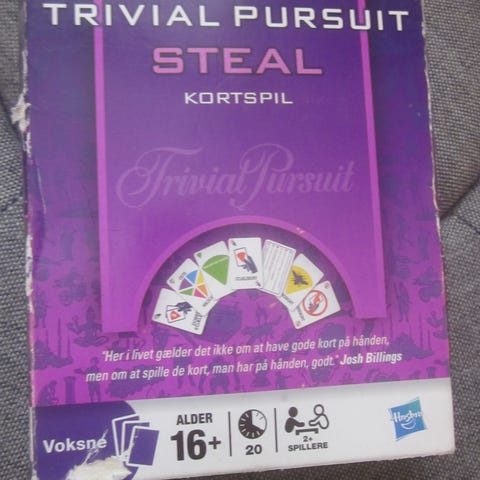 TRIVIAL PURSUIT
STEAL
KORTSPIL
Trivial Pursuit
"Her i livet gælder det ikke om at have gode kort på hånden,
men om at spille de kort, man har på hånden, godt." Josh Billings
Voksne
ALDER
16+
20
2+
SPILLERE
Hasbro